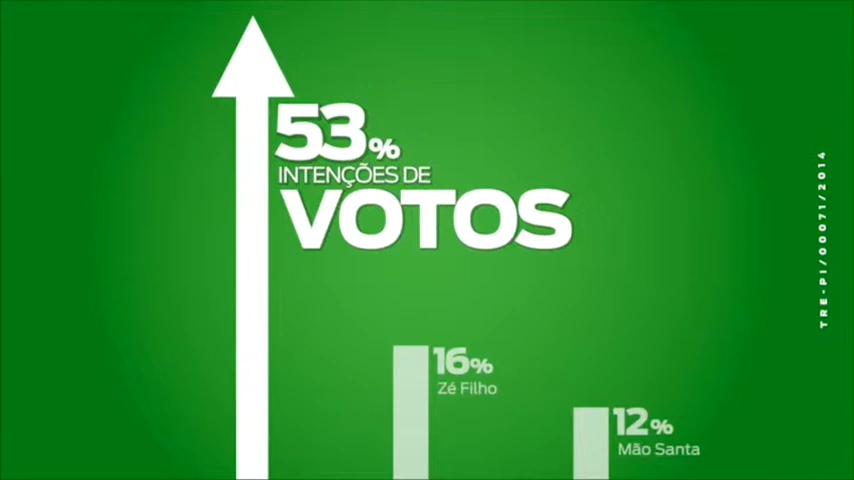 53%
INTENÇÕES DE
VOTOS
16%
Zé Filho
12%
Mão Santa
TRE-PI/00071/2014